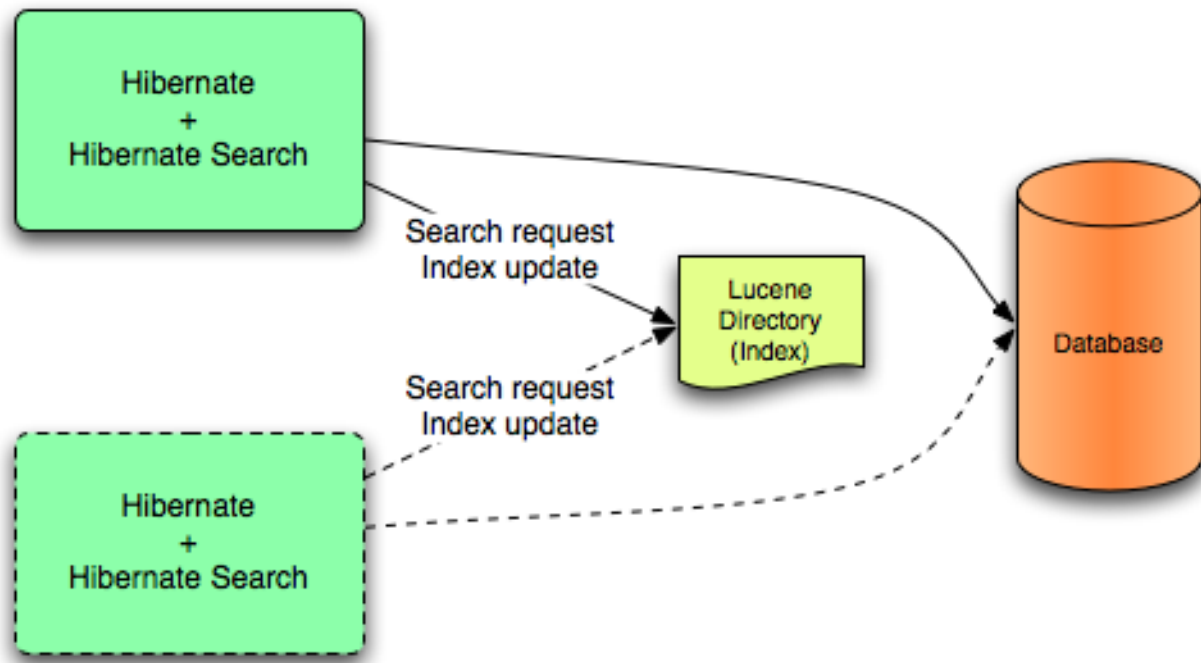 Hibernate
+
Hibernate Search
Search request
Index update
Lucene
Directory
(Index)
Database
Search request
Index update
Hibernate
+
Hibernate Search